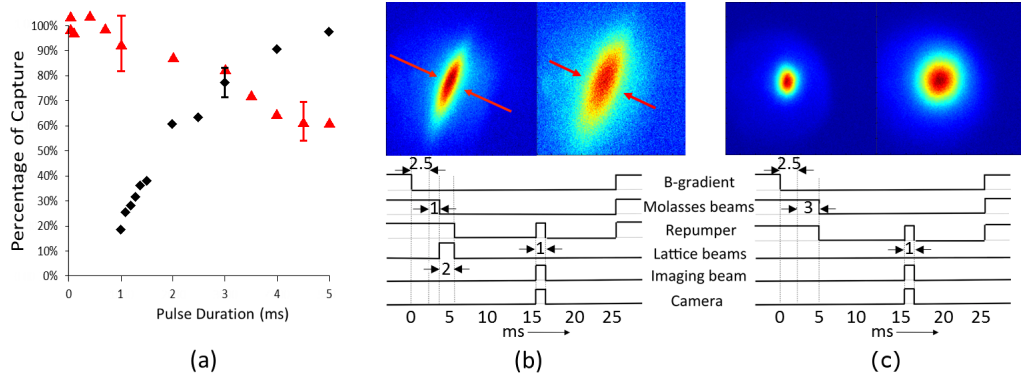 Percentage of Capture
100%
90%
80%
70%
60%
50%
40%
30%
20%
10%
0%
0 1 2 3 4 5
Pulse Duration (ms)
(a)
2.5
1
1
2
B-gradient
Molasses beams
Repumper
Lattice beams
Imaging beam
Camera
0 5 10 15 20 25
ms
(b)
2.5
3
1
0 5 10 15 20 25
ms
(c)